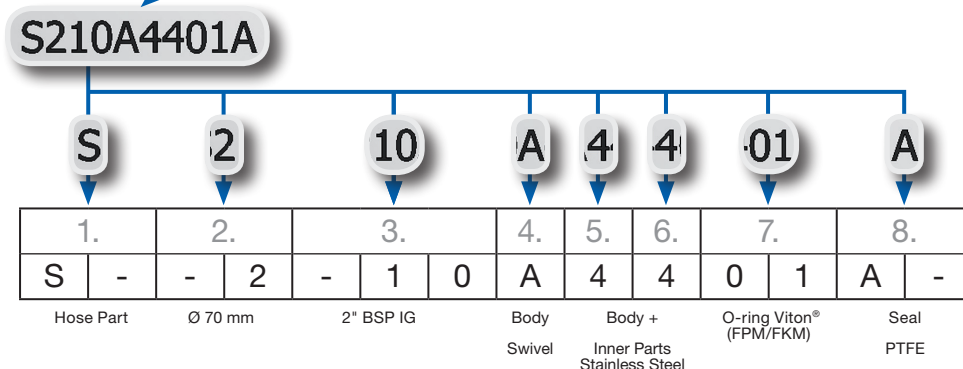 S210A4401A
S 2 10 A 4 4 01 A
1. 2. 3. 4. 5. 6. 7. 8.
S - - 2 - 1 0 A 4 4 0 1 A -
Hose Part Ø 70 mm 2" BSP IG Body Body + O-ring Viton® Seal
(FPM/FKM)
Swivel Inner Parts PTFE
Stainless Steel